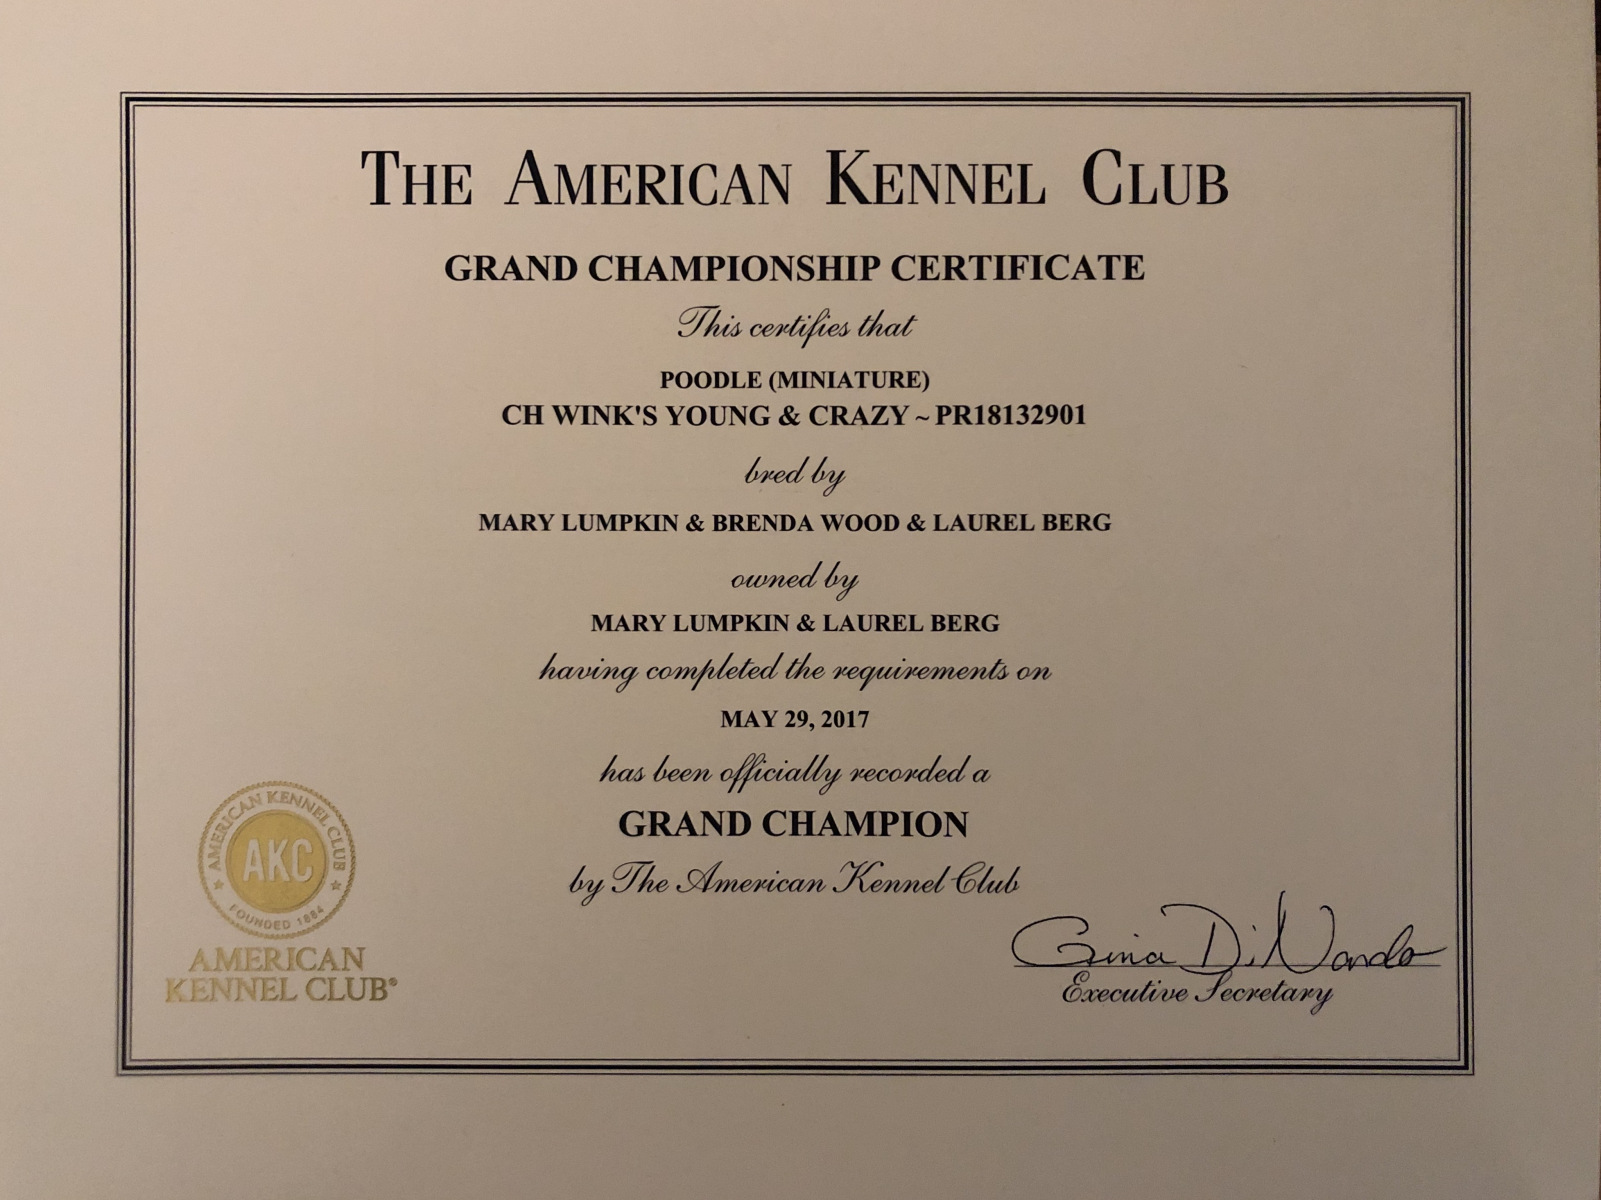 THE AMERICAN KENNEL CLUB
GRAND CHAMPIONSHIP CERTIFICATE
This certifies that
POODLE (MINIATURE)
CH WINK'S YOUNG & CRAZY ~ PR18132901
bred by
MARY LUMPKIN & BRENDA WOOD & LAUREL BERG
owned by
MARY LUMPKIN & LAUREL BERG
having completed the requirements on
MAY 29, 2017
has been officially recorded a
GRAND CHAMPION
by The American Kennel Club
AMERICAN KENNEL CLUB
AKC
FOUNDED 1884
AMERICAN
KENNEL CLUB®
Gina DiNardo
Executive Secretary